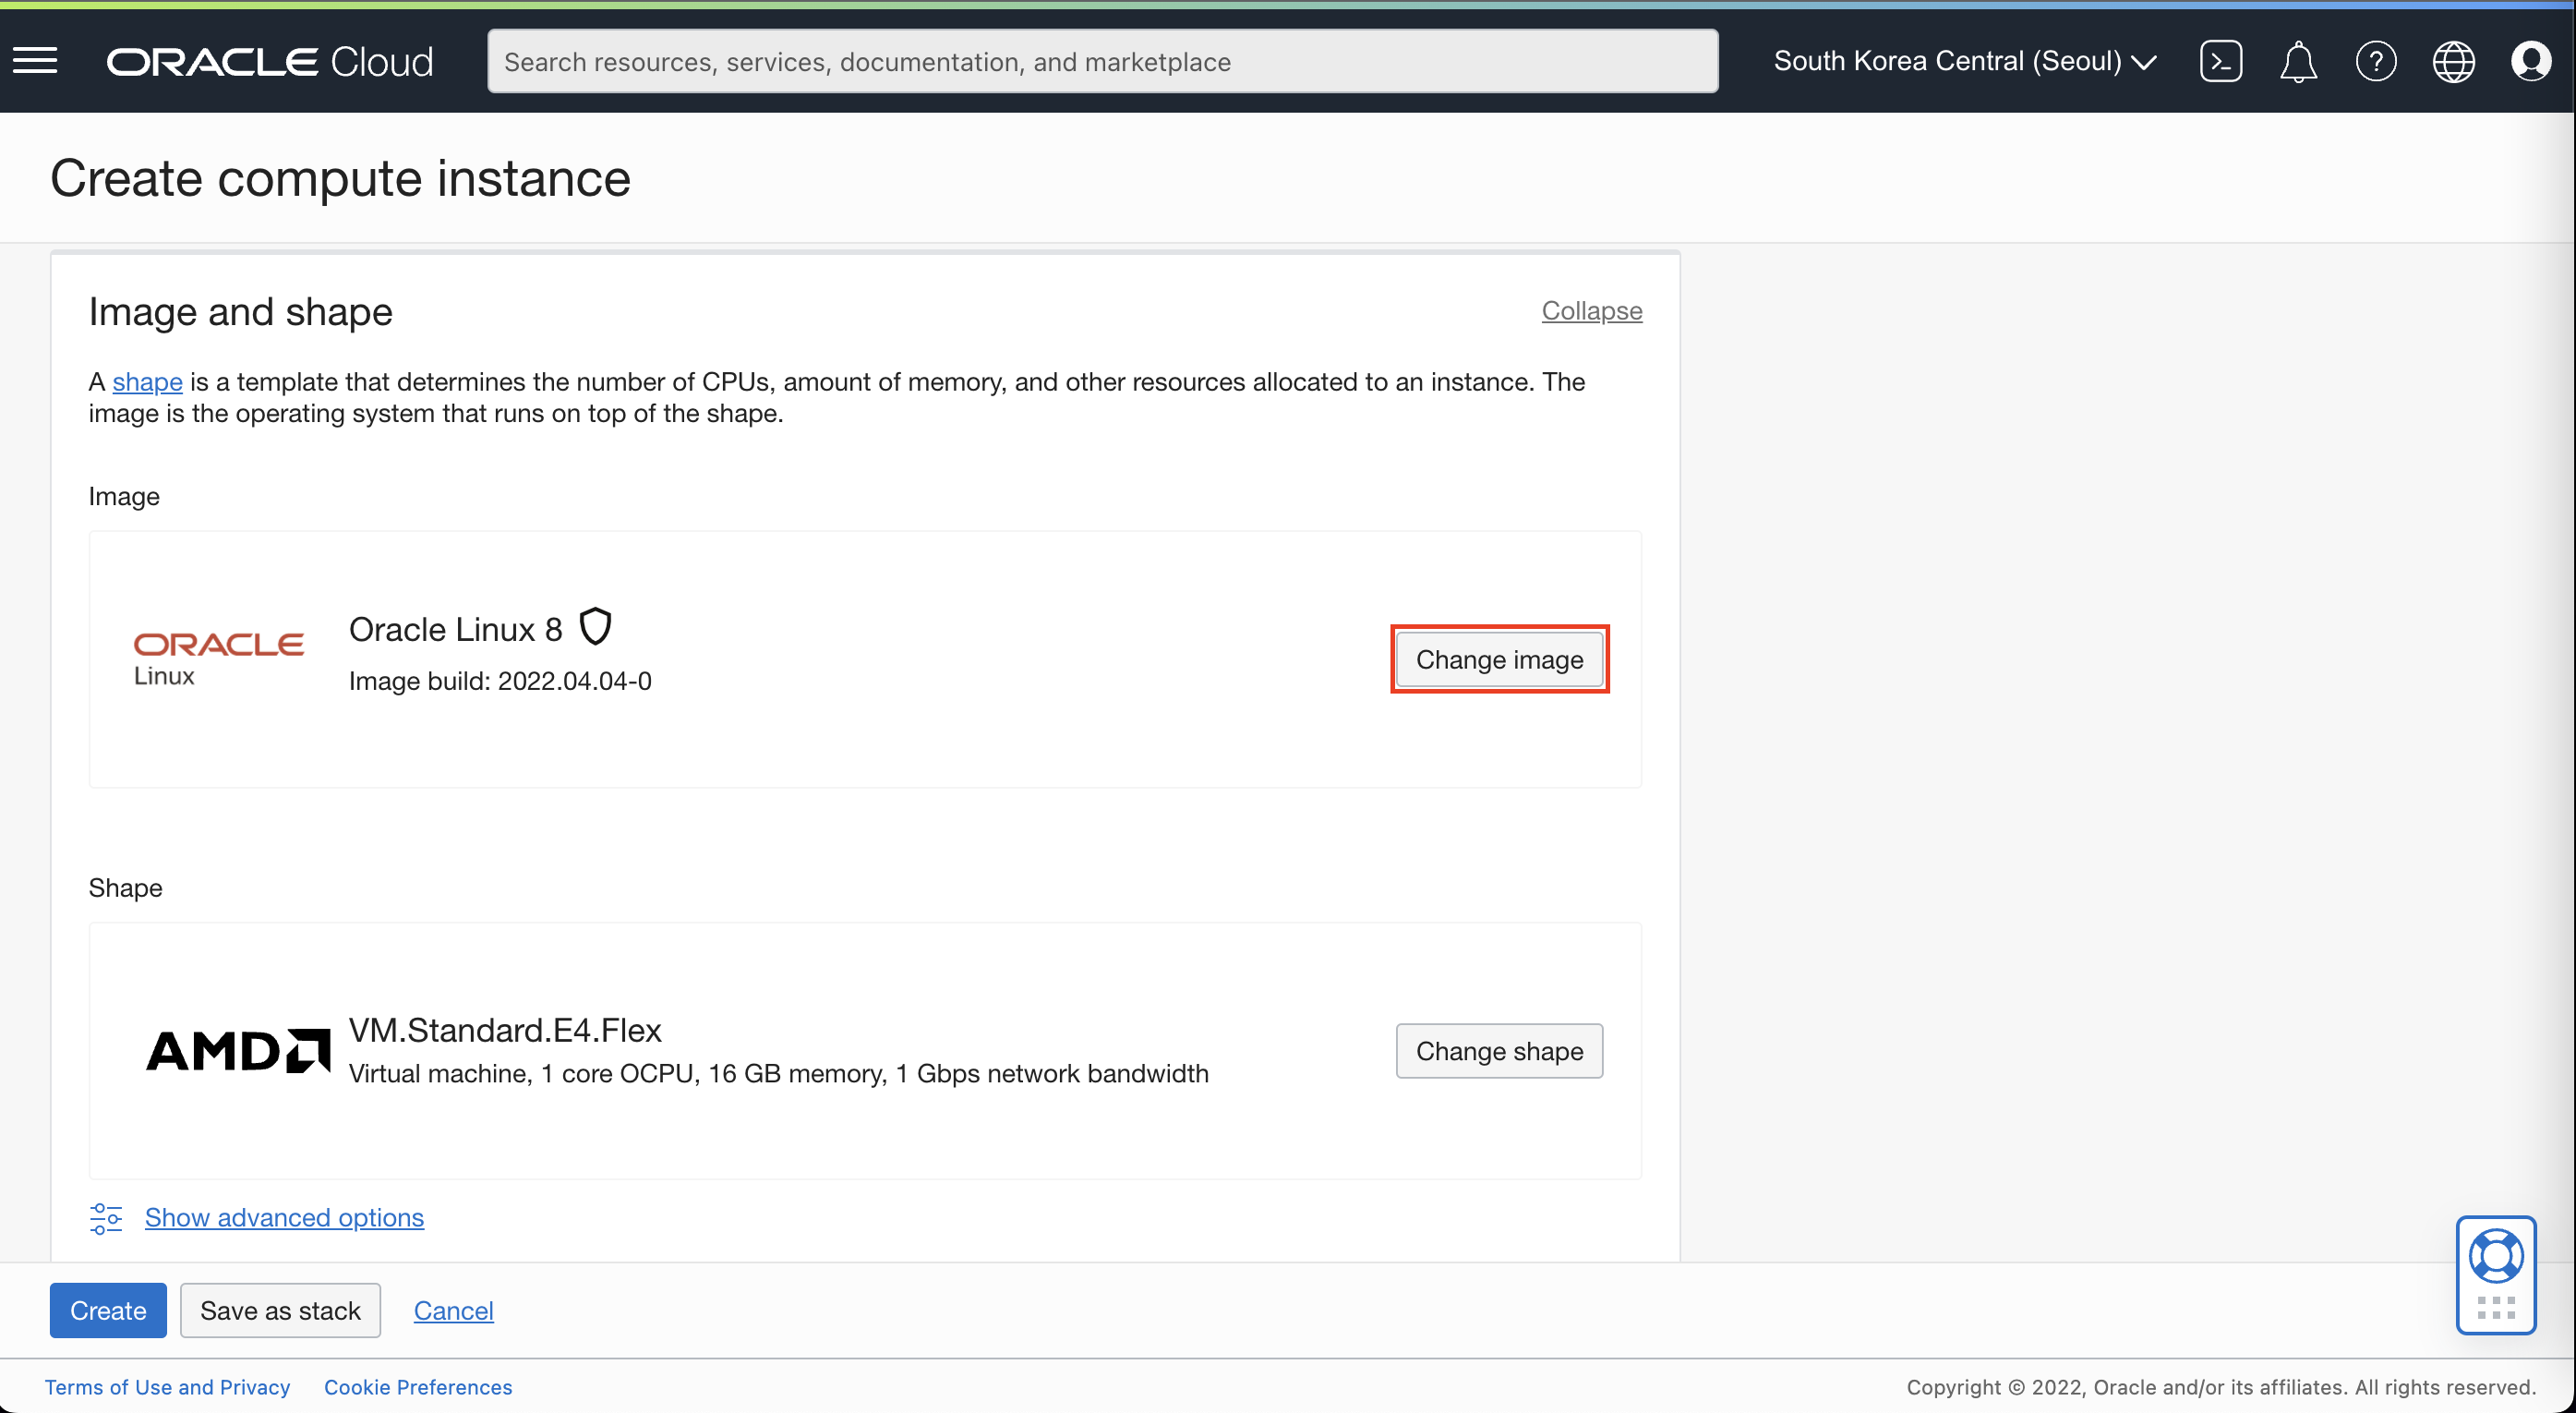 ORACLE Cloud
Search resources, services, documentation, and marketplace
South Korea Central (Seoul)
Create compute instance
Image and shape
Collapse
A shape is a template that determines the number of CPUs, amount of memory, and other resources allocated to an instance. The
image is the operating system that runs on top of the shape.
Image
ORACLE
Linux
Oracle Linux 8
Image build: 2022.04.04-0
Change image
Shape
AMD
VM.Standard.E4.Flex
Virtual machine, 1 core OCPU, 16 GB memory, 1 Gbps network bandwidth
Change shape
Show advanced options
Create
Save as stack
Cancel
Terms of Use and Privacy
Cookie Preferences
Copyright © 2022, Oracle and/or its affiliates. All rights reserved.